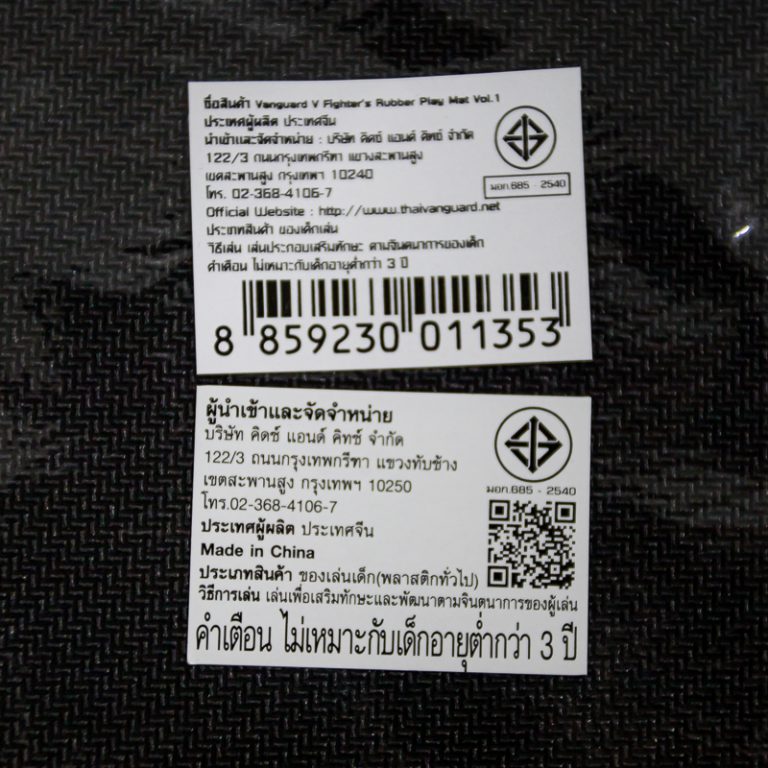 ชื่อสินค้า Vanguard V Fighter's Rubber Play Mat Vol.1
ประเทศผู้ผลิต ประเทศจีน
นำเข้าและจัดจำหน่าย : บริษัท คิดช์ แอนด์ คิทซ์ จำกัด
122/3 ถนนกรุงเทพกรีฑา แขวงสะพานสูง
เขตสะพานสูง กรุงเทพฯ 10240
โทร. 02-368-4106-7
Official Website : http://www.thaivanguard.net
ประเภทสินค้า ของเด็กเล่น
วิธีเล่น เล่นประกอบเสริมทักษะ ตามจินตนาการของเด็ก
คำเตือน ไม่เหมาะกับเด็กอายุต่ำกว่า 3 ปี
มอก.685 - 2540
8 859230 011353
ผู้นำเข้าและจัดจำหน่าย
บริษัท คิดช์ แอนด์ คิทซ์ จำกัด
122/3 ถนนกรุงเทพกรีฑา แขวงทับช้าง
เขตสะพานสูง กรุงเทพฯ 10250
โทร.02-368-4106-7
ประเทศผู้ผลิต ประเทศจีน
Made in China
ประเภทสินค้า ของเล่นเด็ก(พลาสติกทั่วไป)
วิธีการเล่น เล่นเพื่อเสริมทักษะและพัฒนาตามจินตนาการของผู้เล่น
คำเตือน ไม่เหมาะกับเด็กอายุต่ำกว่า 3 ปี
มอก.685 - 2540